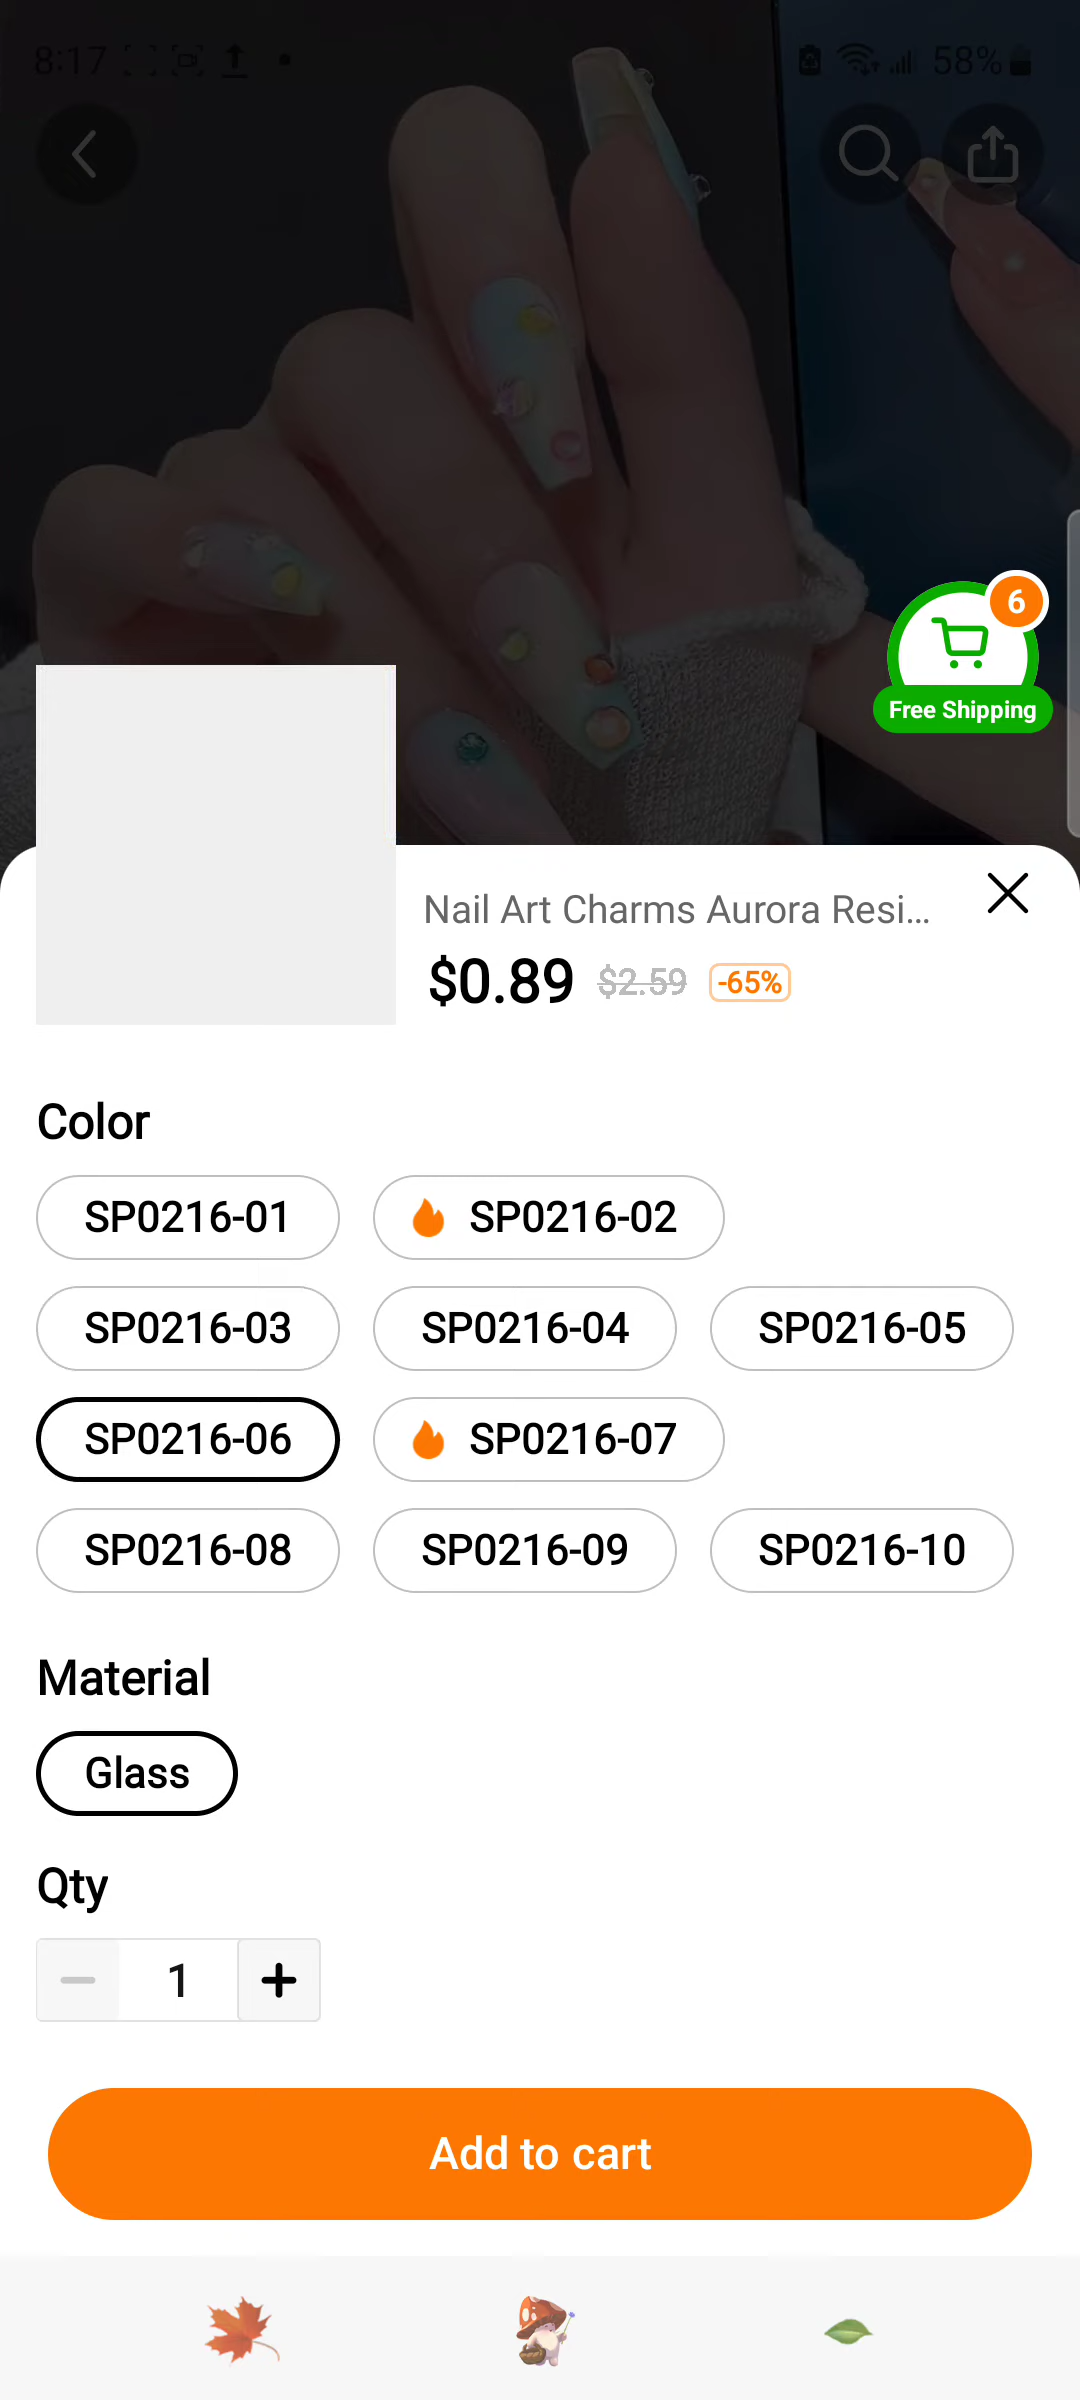 8:17
58%
6
Free Shipping
Nail Art Charms Aurora Resi...
$0.89 $2.59 -65%
Color
SP0216-01 SP0216-02
SP0216-03 SP0216-04 SP0216-05
SP0216-06 SP0216-07
SP0216-08 SP0216-09 SP0216-10
Material
Glass
Qty
1
Add to cart